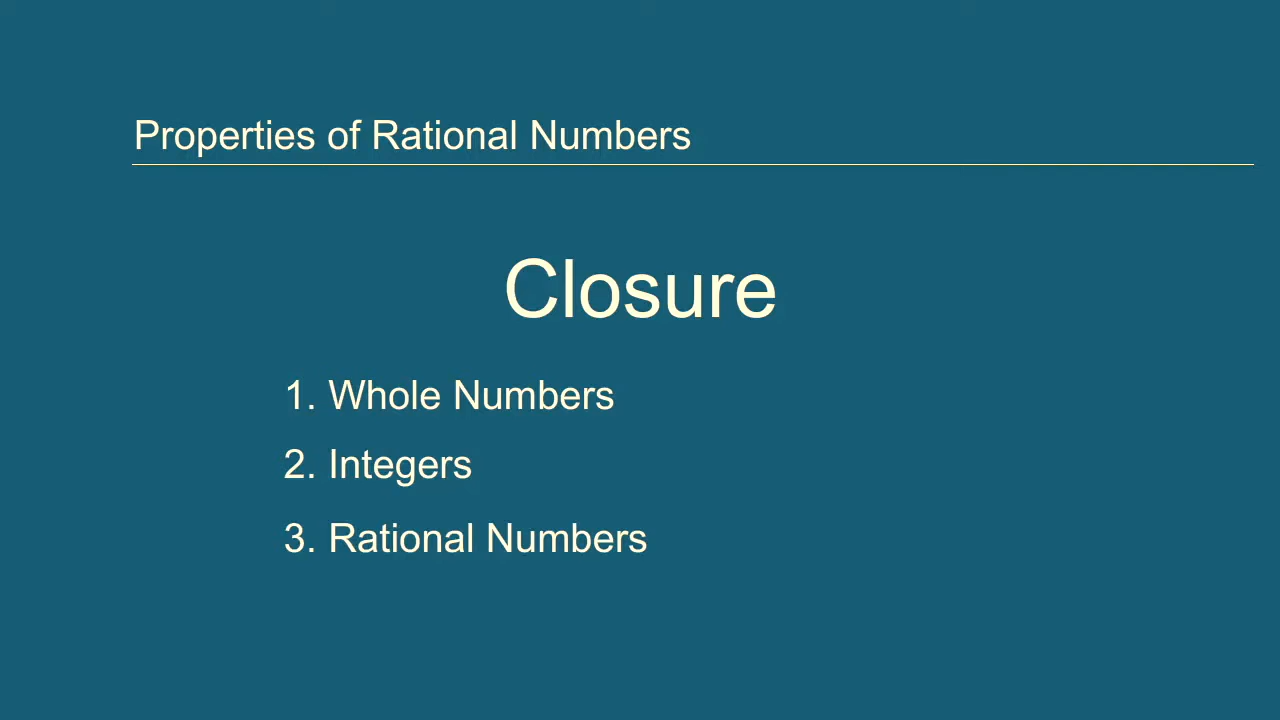 Properties of Rational Numbers
Closure
1. Whole Numbers
2. Integers
3. Rational Numbers